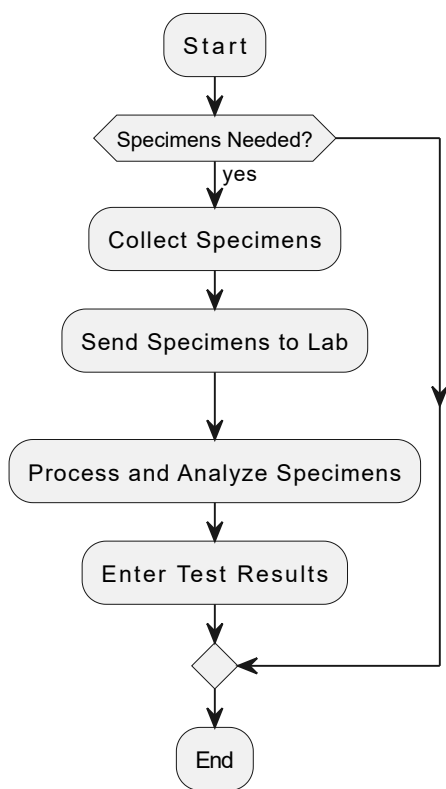 Start
Specimens Needed?
yes
Collect Specimens
Send Specimens to Lab
Process and Analyze Specimens
Enter Test Results
End